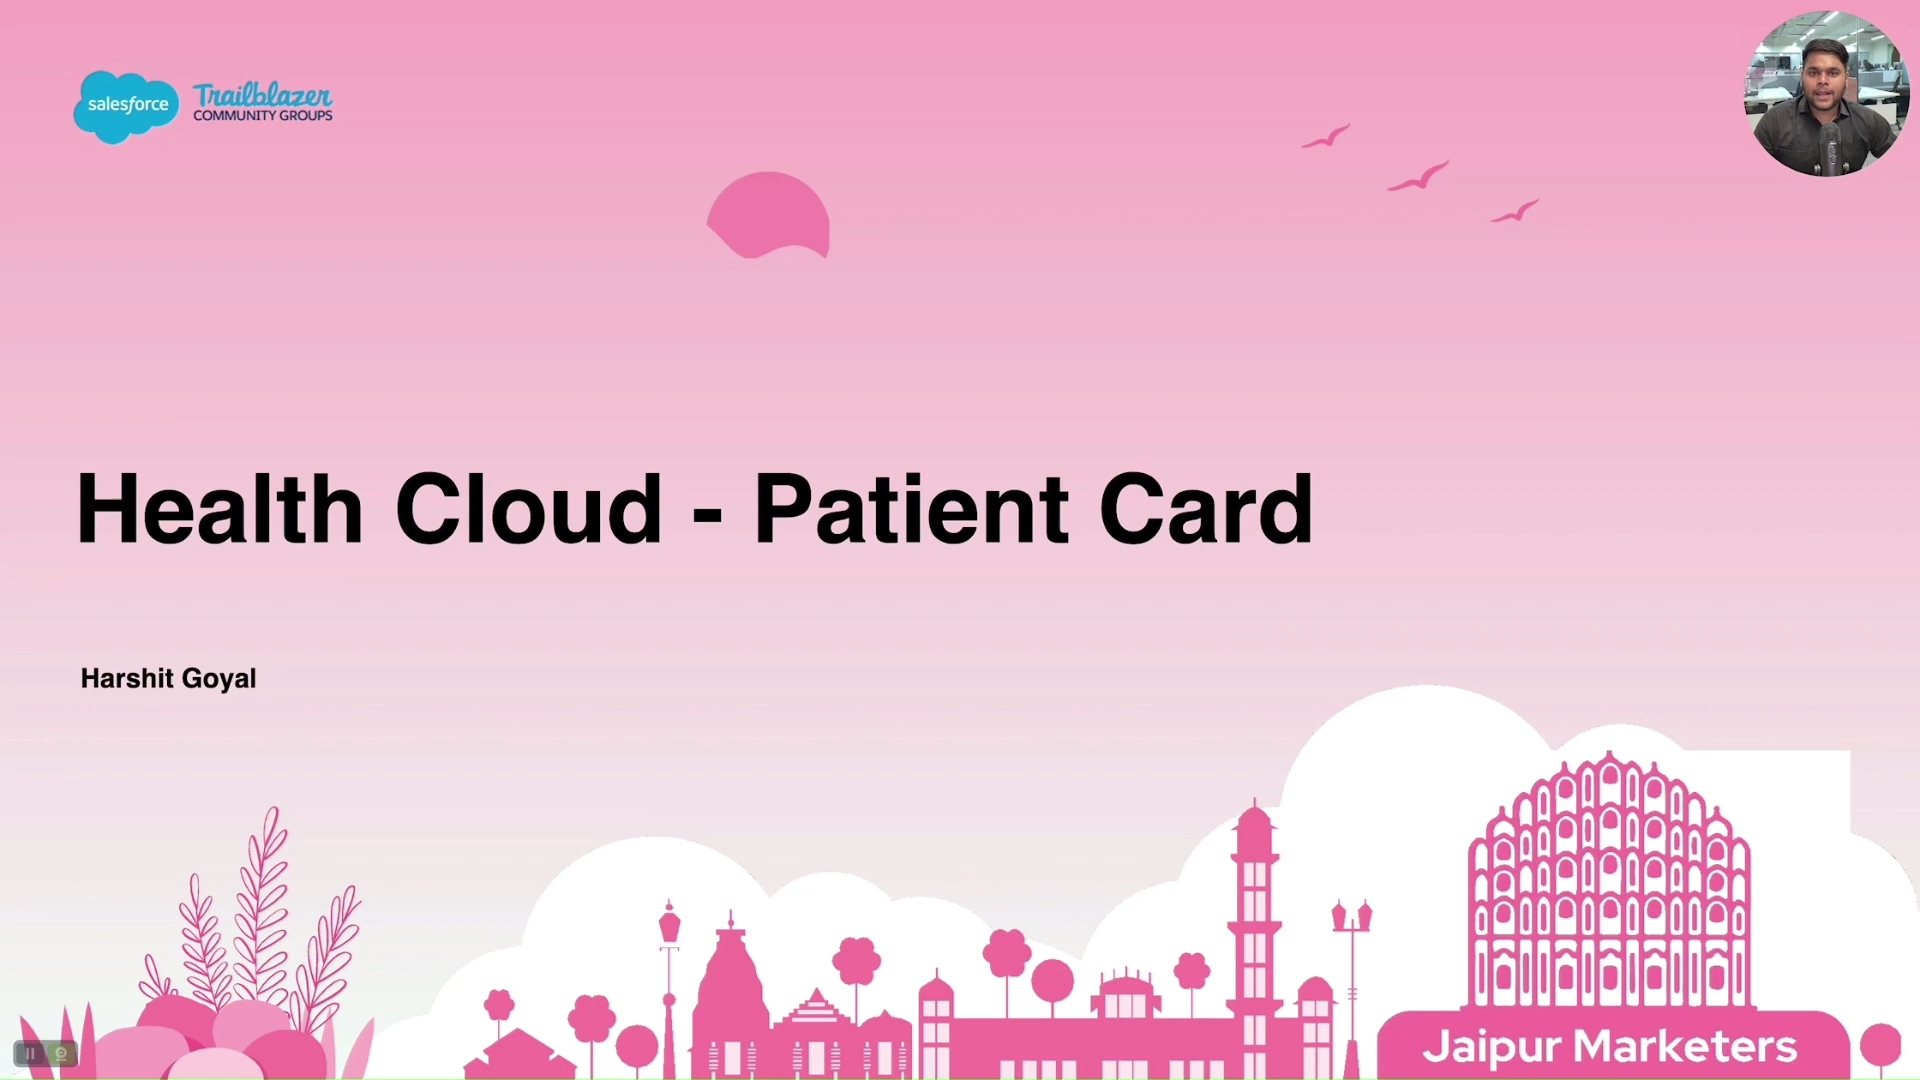 salesforce
Trailblazer
COMMUNITY GROUPS
Health Cloud - Patient Card
Harshit Goyal
Jaipur Marketers